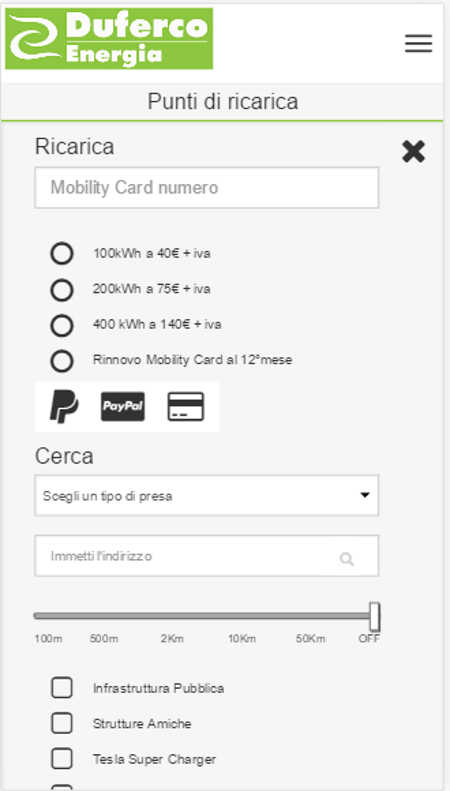 Duferco
Energia
Punti di ricarica
Ricarica
Mobility Card numero
100kWh a 40€ + iva
200kWh a 75€ + iva
400 kWh a 140€ + iva
Rinnovo Mobility Card al 12°mese
PayPal
Cerca
Scegli un tipo di presa
Immetti l'indirizzo
100m 500m 2Km 10Km 50Km OFF
Infrastruttura Pubblica
Strutture Amiche
Tesla Super Charger